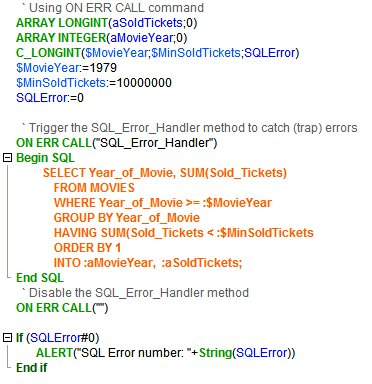 ` Using ON ERR CALL command
ARRAY LONGINT(aSoldTickets;0)
ARRAY INTEGER(aMovieYear;0)
C_LONGINT($MovieYear;$MinSoldTickets;SQLError)
$MovieYear:=1979
$MinSoldTickets:=10000000
SQLError:=0
` Trigger the SQL_Error_Handler method to catch (trap) errors
ON ERR CALL("SQL_Error_Handler")
Begin SQL
SELECT Year_of_Movie, SUM(Sold_Tickets)
FROM MOVIES
WHERE Year_of_Movie >= :$MovieYear
GROUP BY Year_of_Movie
HAVING SUM(Sold_Tickets < :$MinSoldTickets
ORDER BY 1
INTO :aMovieYear, :aSoldTickets;
End SQL
` Disable the SQL_Error_Handler method
ON ERR CALL("")
If (SQLError#0)
ALERT("SQL Error number: "+String(SQLError))
End if